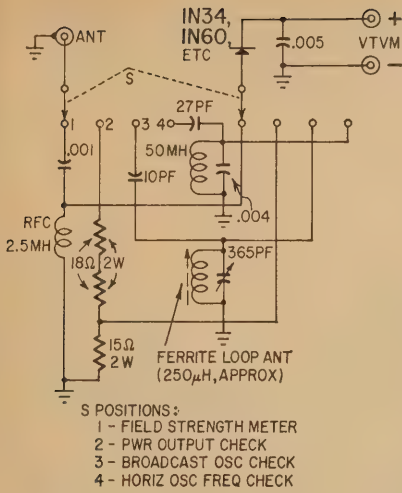 ANT
IN34,
IN60,
ETC
.005
VTVM
+
−
S
27PF
1 2 3 4
.001
50MH
10PF
.004
RFC
2.5MH
18Ω 2W
365PF
15Ω
2W
FERRITE LOOP ANT
(250µH, APPROX)
S POSITIONS:
1 - FIELD STRENGTH METER
2 - PWR OUTPUT CHECK
3 - BROADCAST OSC CHECK
4 - HORIZ OSC FREQ CHECK